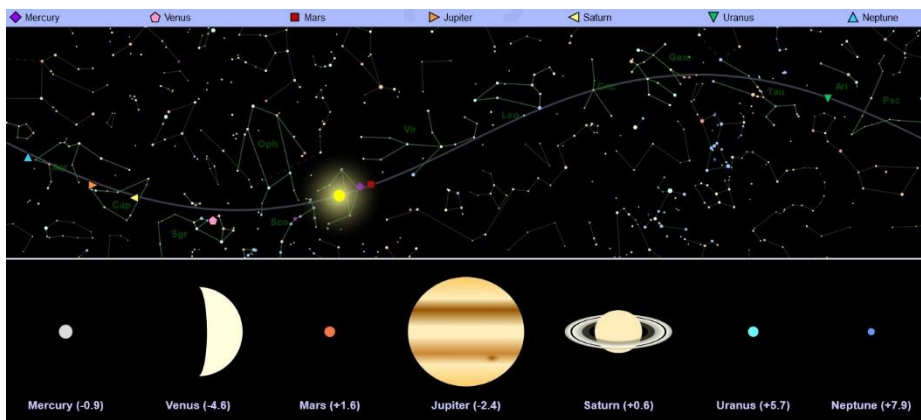 Mercury Venus Mars Jupiter Saturn Uranus Neptune
Gem
Cnc
Tau
Ari
Psc
Leo
Vir
Oph
Aqr
Cap
Sco
Sgr
Mercury (-0.9) Venus (-4.6) Mars (+1.6) Jupiter (-2.4) Saturn (+0.6) Uranus (+5.7) Neptune (+7.9)